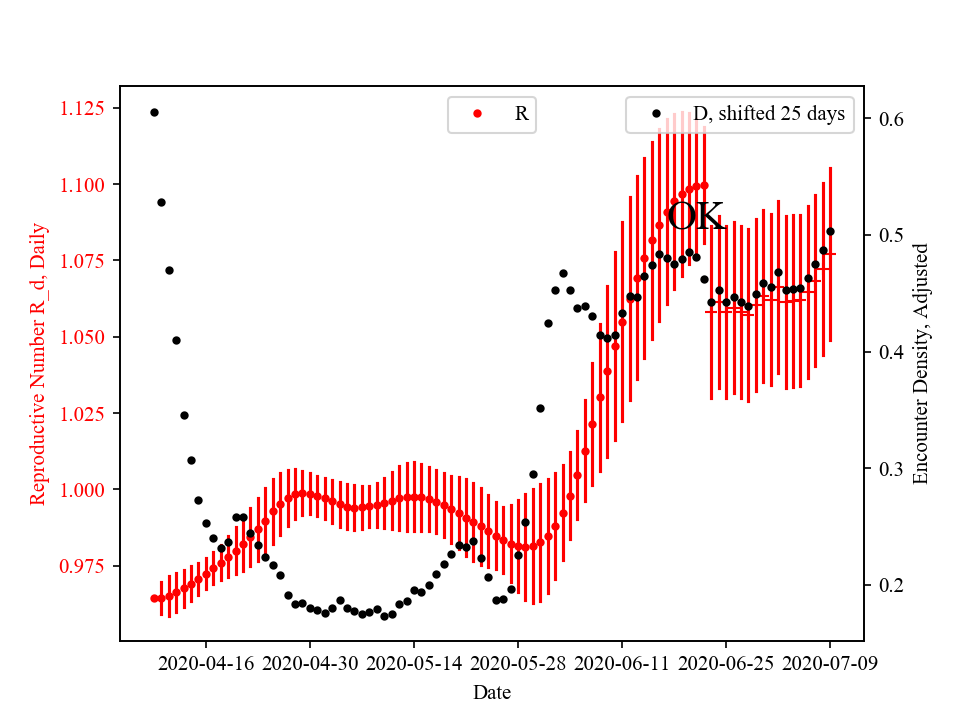 R
D, shifted 25 days
OK
Reproductive Number R_d, Daily
1.125
1.100
1.075
1.050
1.025
1.000
0.975
0.6
0.5
0.4
0.3
0.2
Encounter Density, Adjusted
2020-04-16 2020-04-30 2020-05-14 2020-05-28 2020-06-11 2020-06-25 2020-07-09
Date